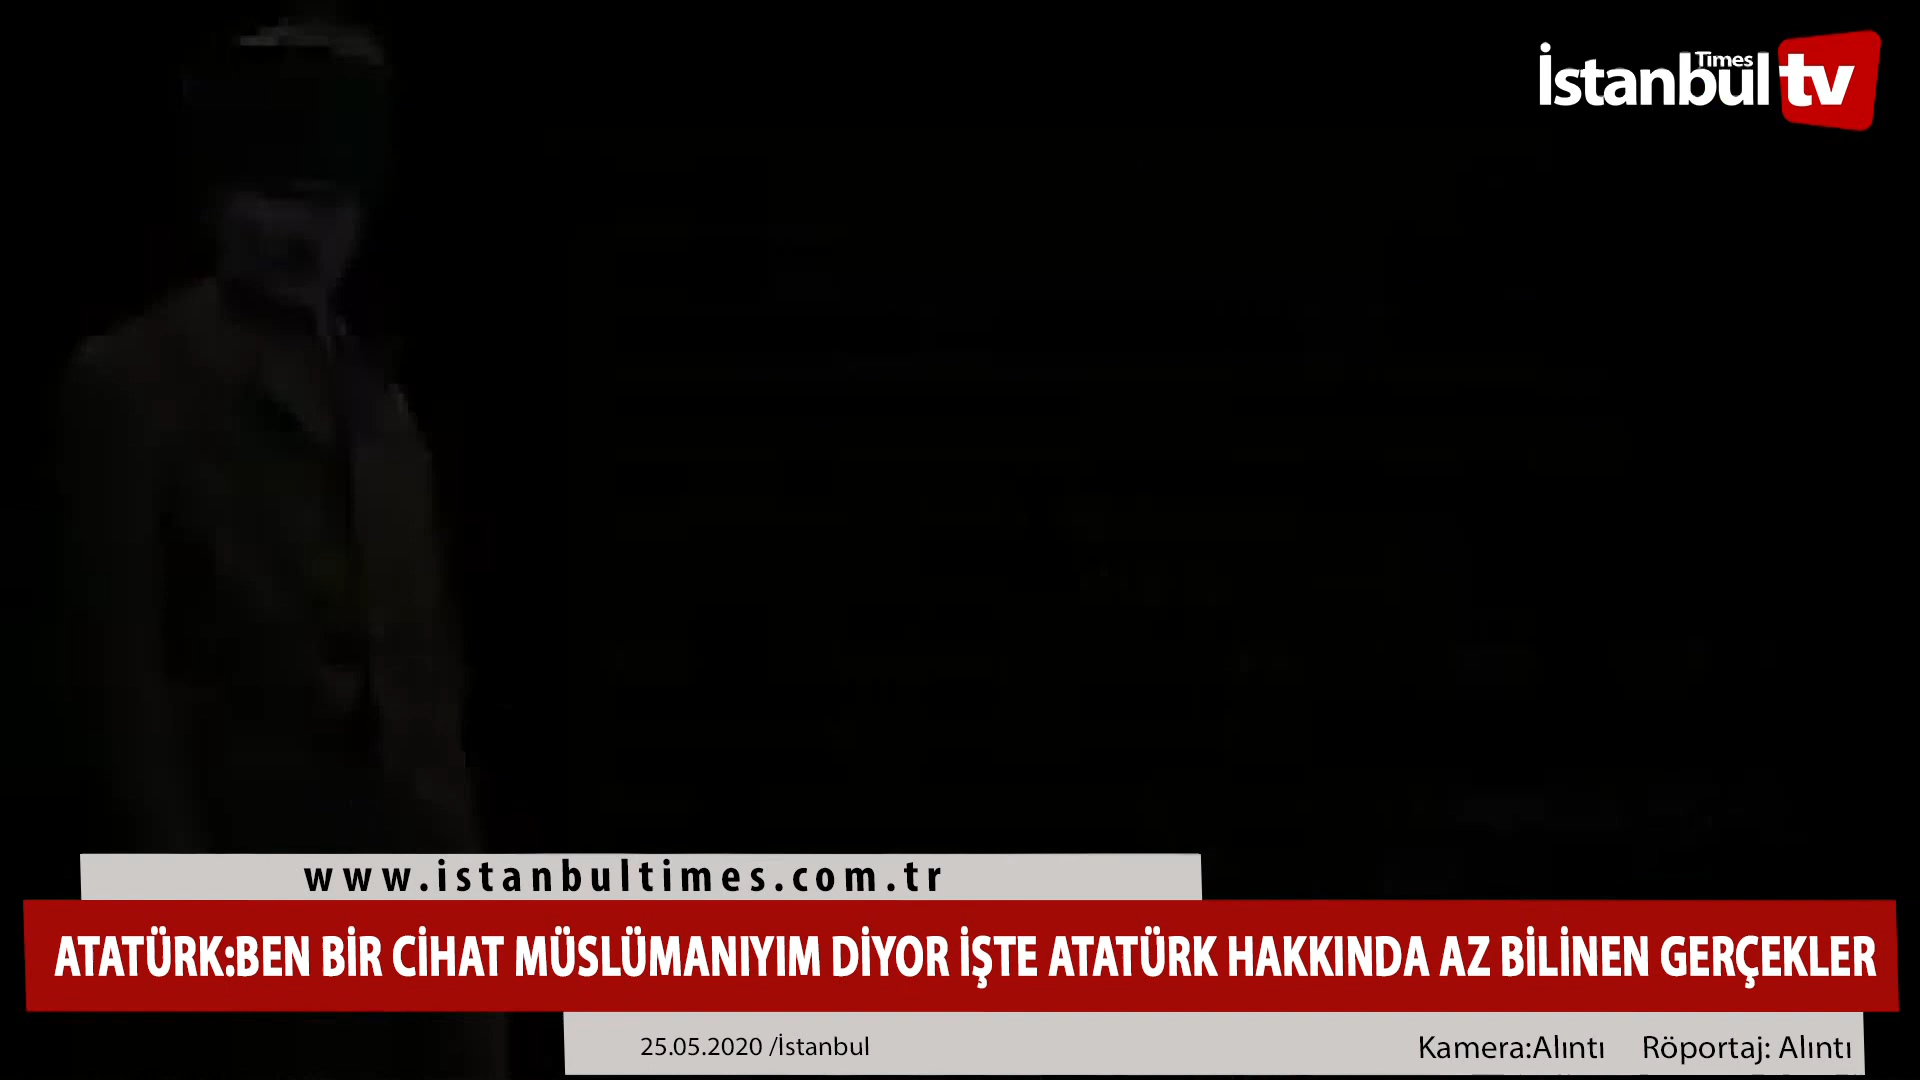 Times
İstanbul tv
www.istanbultimes.com.tr
ATATÜRK:BEN BİR CİHAT MÜSLÜMANIYIM DİYOR İŞTE ATATÜRK HAKKINDA AZ BİLİNEN GERÇEKLER
25.05.2020 /İstanbul
Kamera:Alıntı Röportaj: Alıntı